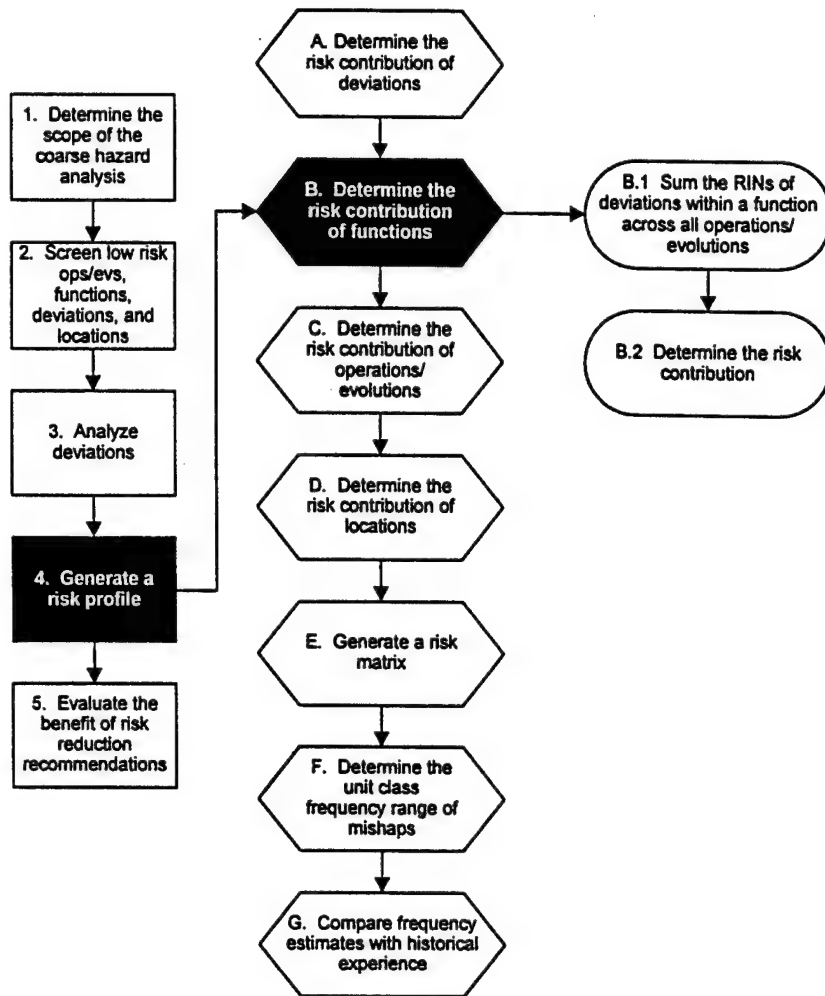 1. Determine the
scope of the
coarse hazard
analysis
2. Screen low risk
ops/evs,
functions,
deviations, and
locations
3. Analyze
deviations
4. Generate a
risk profile
5. Evaluate the
benefit of risk
reduction
recommendations
A. Determine the
risk contribution of
deviations
B. Determine the
risk contribution
of functions
C. Determine the
risk contribution of
operations/
evolutions
D. Determine the
risk contribution of
locations
E. Generate a risk
matrix
F. Determine the
unit class
frequency range of
mishaps
G. Compare frequency
estimates with historical
experience
B.1 Sum the RINs of
deviations within a function
across all operations/
evolutions
B.2 Determine the risk
contribution